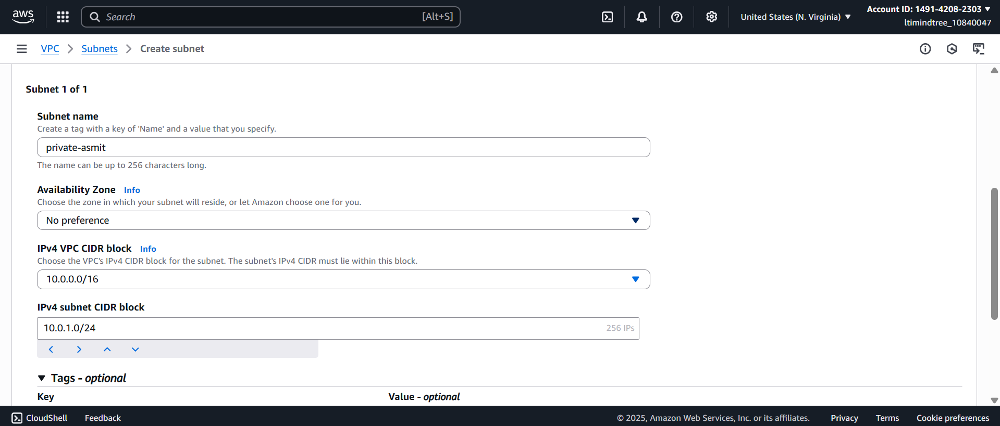 aws
Search [Alt+S]
United States (N. Virginia)
Account ID: 1491-4208-2303
ltimindtree_10840047
VPC Subnets Create subnet
Subnet 1 of 1
Subnet name
Create a tag with a key of 'Name' and a value that you specify.
private-asmit
The name can be up to 256 characters long.
Availability Zone Info
Choose the zone in which your subnet will reside, or let Amazon choose one for you.
No preference
IPv4 VPC CIDR block Info
Choose the VPC's IPv4 CIDR block for the subnet. The subnet's IPv4 CIDR must lie within this block.
10.0.0.0/16
IPv4 subnet CIDR block
10.0.1.0/24 256 IPs
Tags - optional
Key Value - optional
CloudShell Feedback © 2025, Amazon Web Services, Inc. or its affiliates. Privacy Terms Cookie preferences